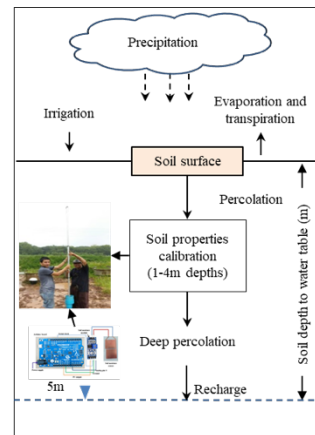 Precipitation
Irrigation
Evaporation and
transpiration
Soil surface
Percolation
Soil properties
calibration
(1-4m depths)
Soil depth to water table (m)
Deep percolation
5m
Recharge